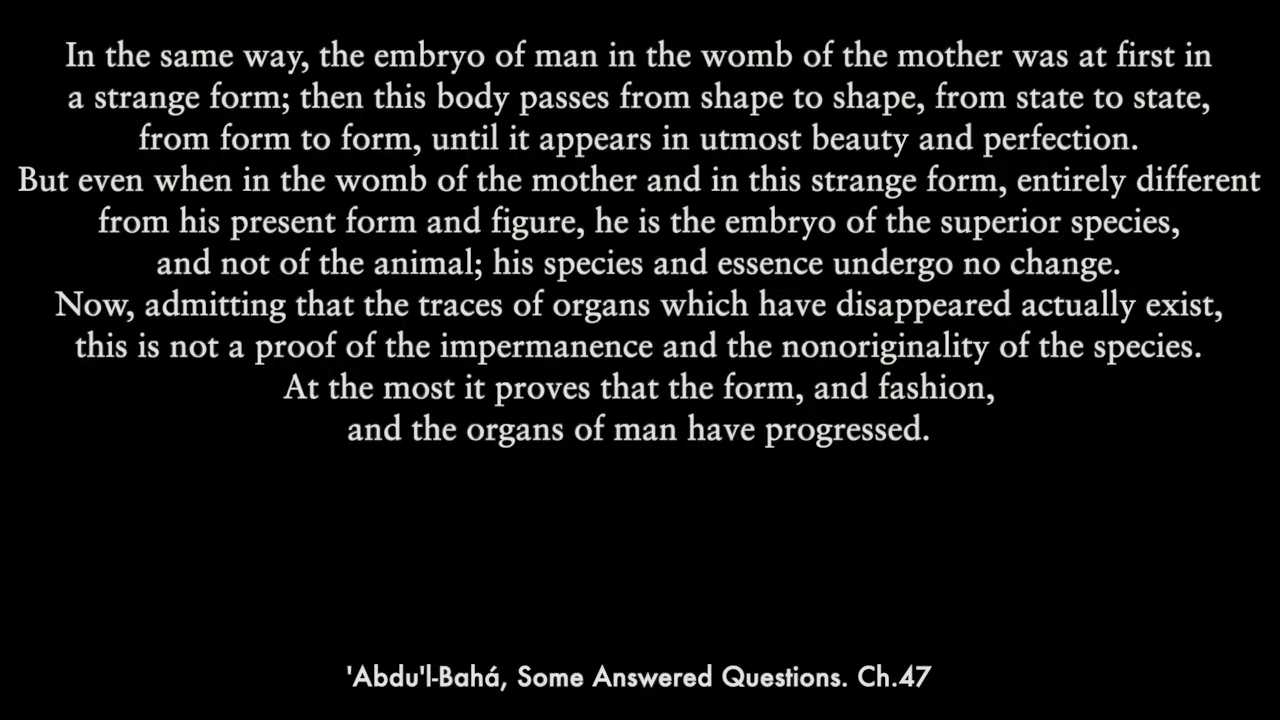 In the same way, the embryo of man in the womb of the mother was at first in
a strange form; then this body passes from shape to shape, from state to state,
from form to form, until it appears in utmost beauty and perfection.
But even when in the womb of the mother and in this strange form, entirely different
from his present form and figure, he is the embryo of the superior species,
and not of the animal; his species and essence undergo no change.
Now, admitting that the traces of organs which have disappeared actually exist,
this is not a proof of the impermanence and the nonoriginality of the species.
At the most it proves that the form, and fashion,
and the organs of man have progressed.
'Abdu'l-Bahá, Some Answered Questions. Ch.47